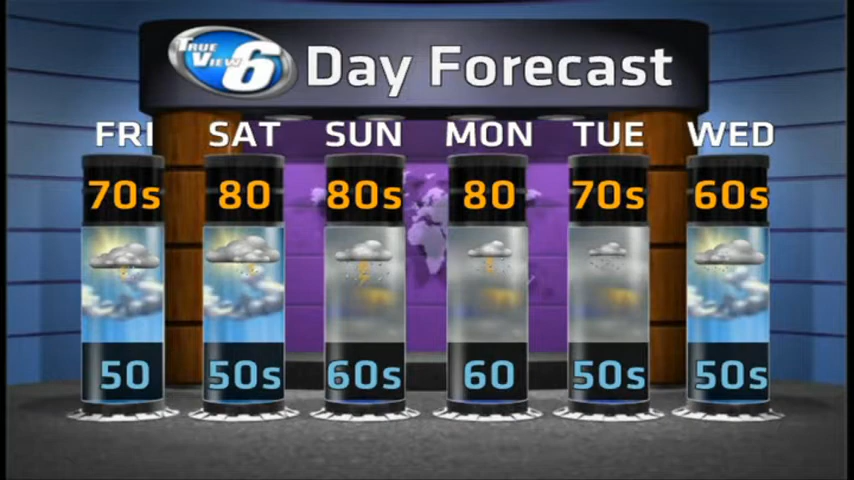 TRUE VIEW 6 Day Forecast
FRI SAT SUN MON TUE WED
70s 80 80s 80 70s 60s
50 50s 60s 60 50s 50s